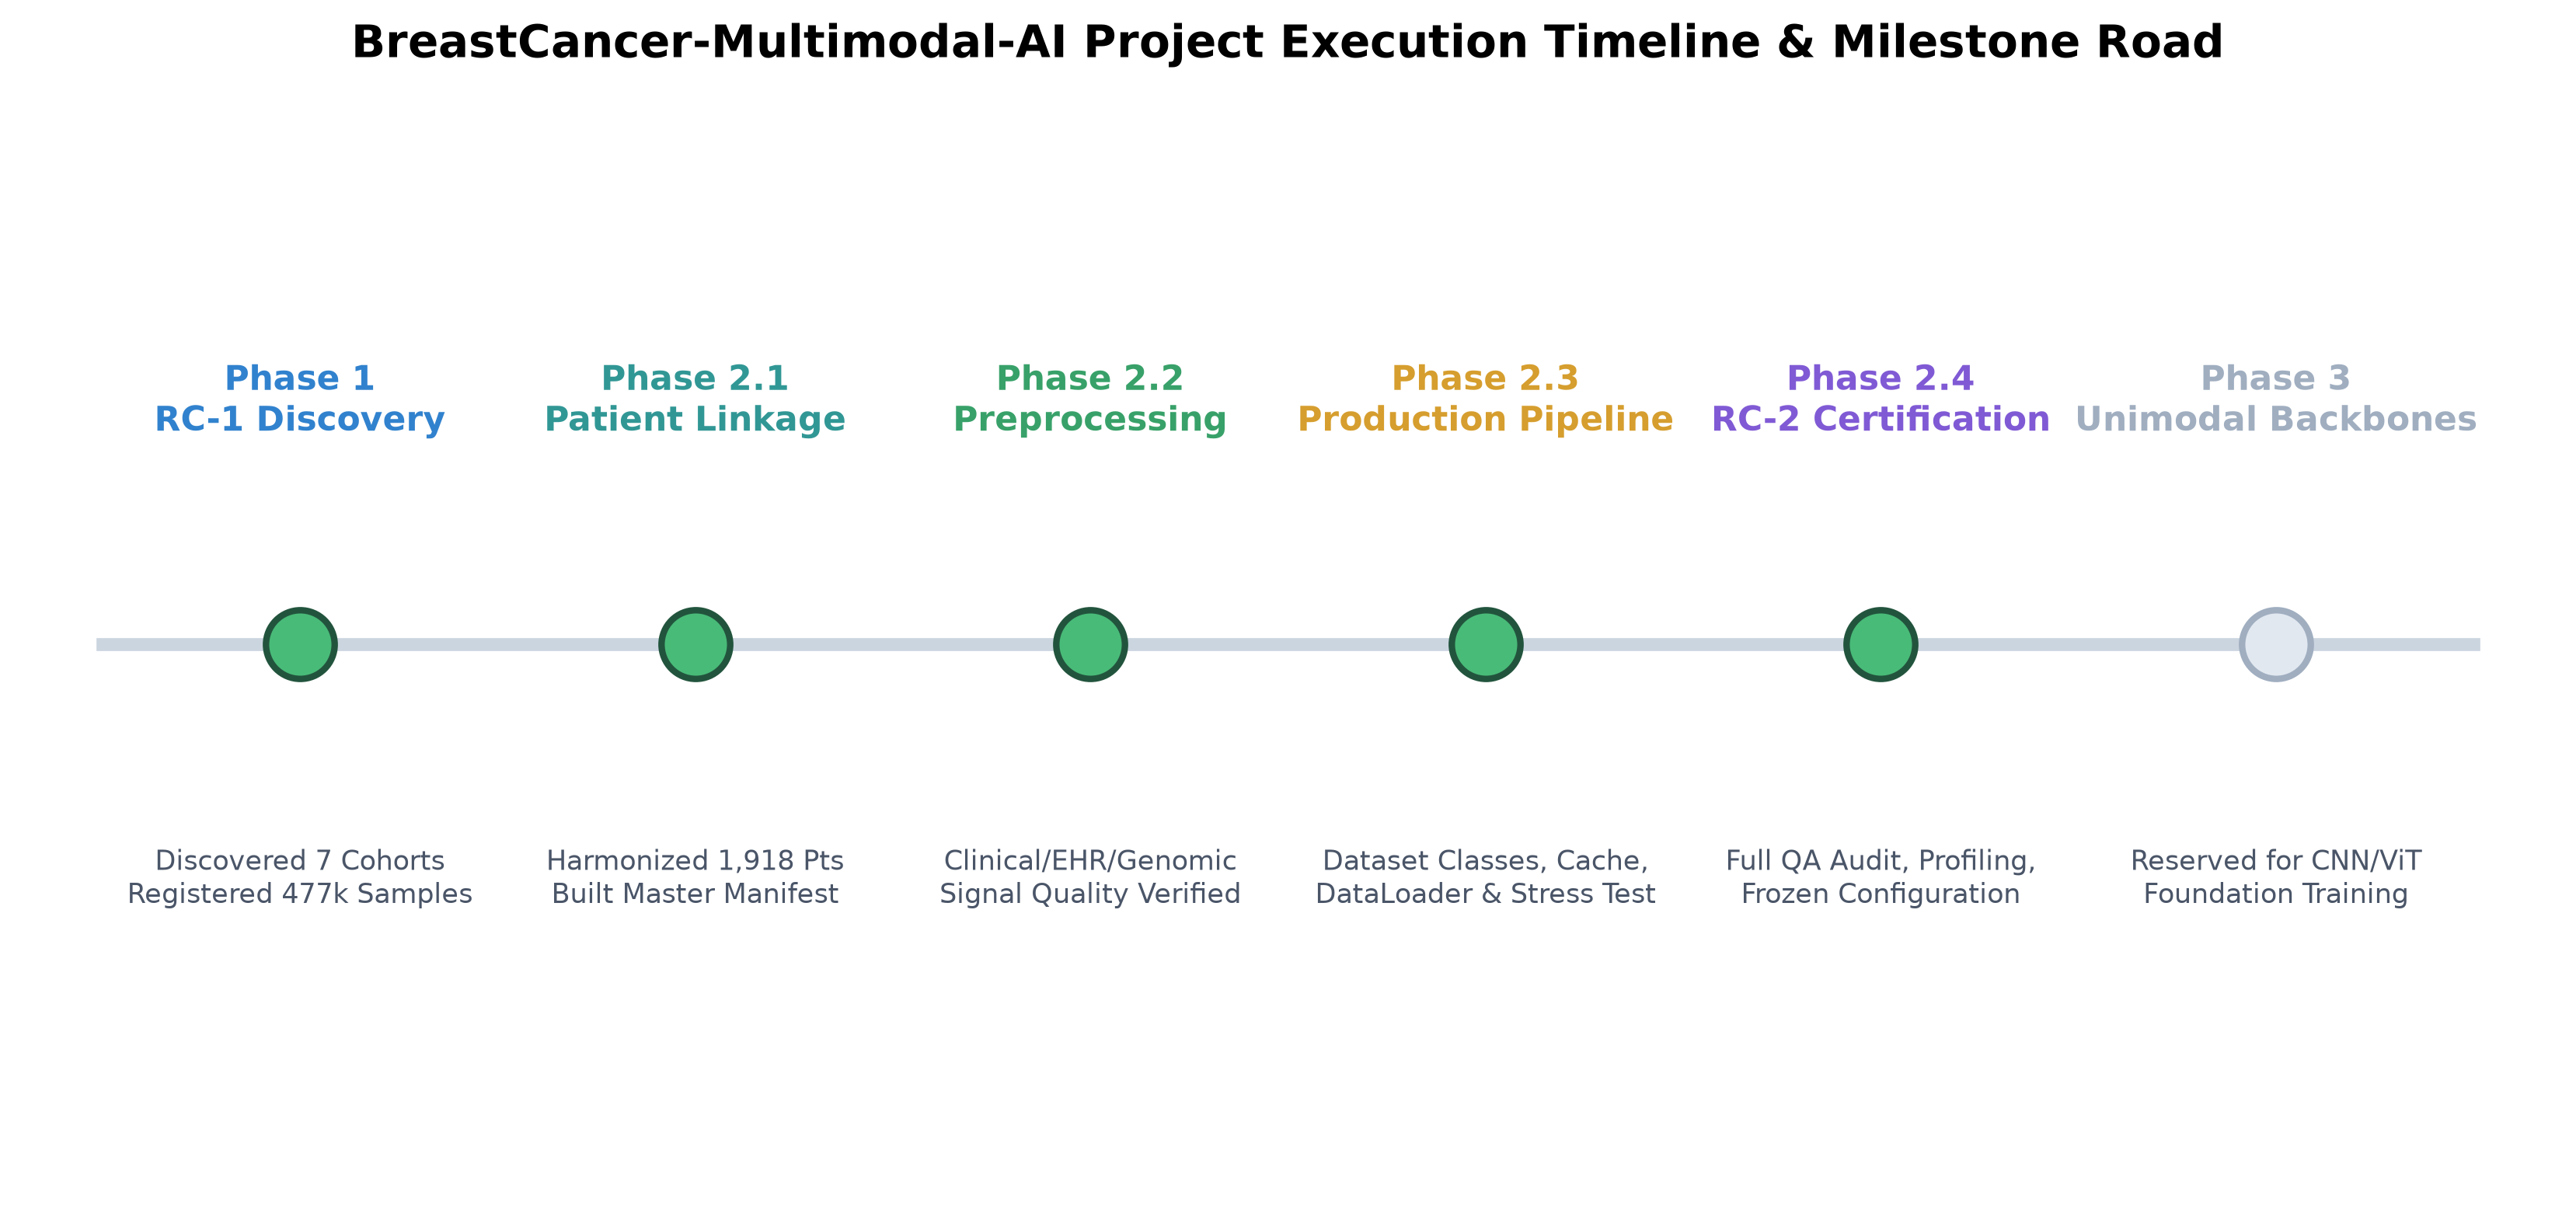 BreastCancer-Multimodal-AI Project Execution Timeline & Milestone Road
Phase 1
RC-1 Discovery
Phase 2.1
Patient Linkage
Phase 2.2
Preprocessing
Phase 2.3
Production Pipeline
Phase 2.4
RC-2 Certification
Phase 3
Unimodal Backbones
Discovered 7 Cohorts
Registered 477k Samples
Harmonized 1,918 Pts
Built Master Manifest
Clinical/EHR/Genomic
Signal Quality Verified
Dataset Classes, Cache,
DataLoader & Stress Test
Full QA Audit, Profiling,
Frozen Configuration
Reserved for CNN/ViT
Foundation Training